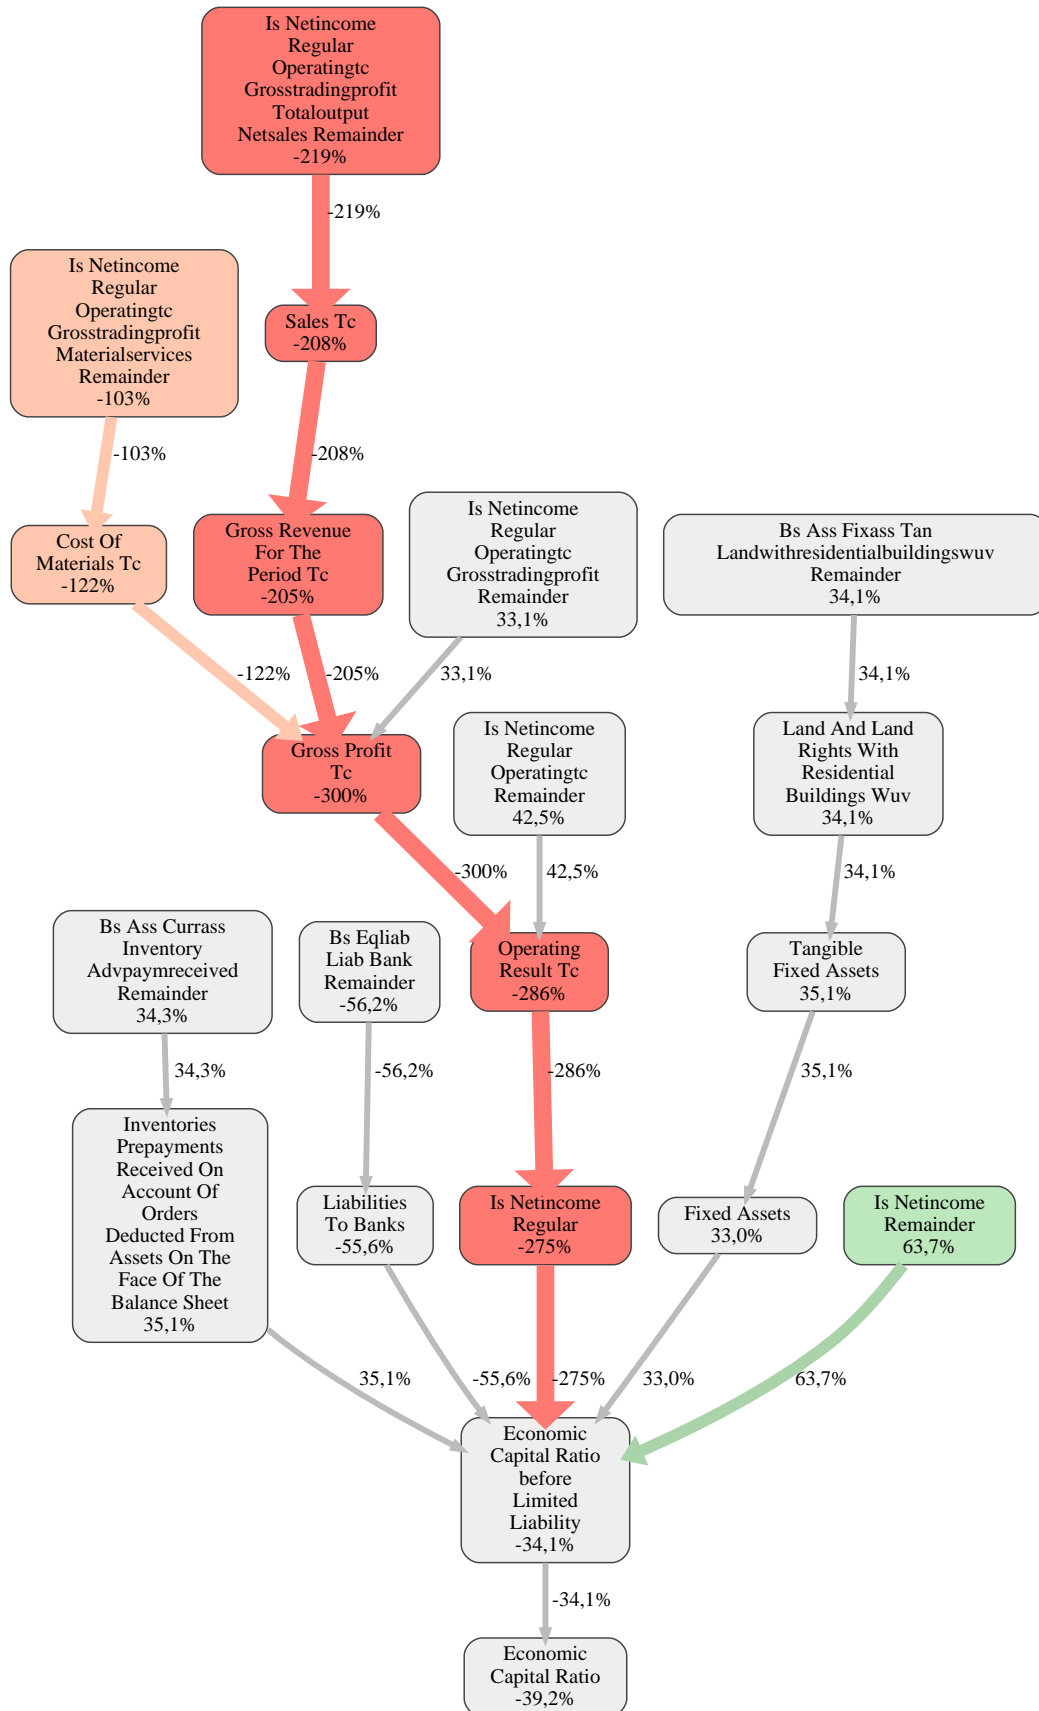 Is Netincome
Regular
Operatingtc
Grosstradingprofit
Totaloutput
Netsales Remainder
-219%
-219%
Is Netincome
Regular
Operatingtc
Grosstradingprofit
Materialservices
Remainder
-103%
Sales Tc
-208%
-103%
-208%
Cost Of
Materials Tc
-122%
Gross Revenue
For The
Period Tc
-205%
Is Netincome
Regular
Operatingtc
Grosstradingprofit
Remainder
33,1%
Bs Ass Fixass Tan
Landwithresidentialbuildingswuv
Remainder
34,1%
-122%
-205%
33,1%
34,1%
Gross Profit
Tc
-300%
Is Netincome
Regular
Operatingtc
Remainder
42,5%
Land And Land
Rights With
Residential
Buildings Wuv
34,1%
-300%
42,5%
34,1%
Bs Ass Currass
Inventory
Advpaymreceived
Remainder
34,3%
Bs Eqliab
Liab Bank
Remainder
-56,2%
Operating
Result Tc
-286%
Tangible
Fixed Assets
35,1%
34,3%
-56,2%
-286%
35,1%
Inventories
Prepayments
Received On
Account Of
Orders
Deducted From
Assets On The
Face Of The
Balance Sheet
35,1%
Liabilities
To Banks
-55,6%
Is Netincome
Regular
-275%
Fixed Assets
33,0%
Is Netincome
Remainder
63,7%
35,1%
-55,6%
-275%
33,0%
63,7%
Economic
Capital Ratio
before
Limited
Liability
-34,1%
-34,1%
Economic
Capital Ratio
-39,2%